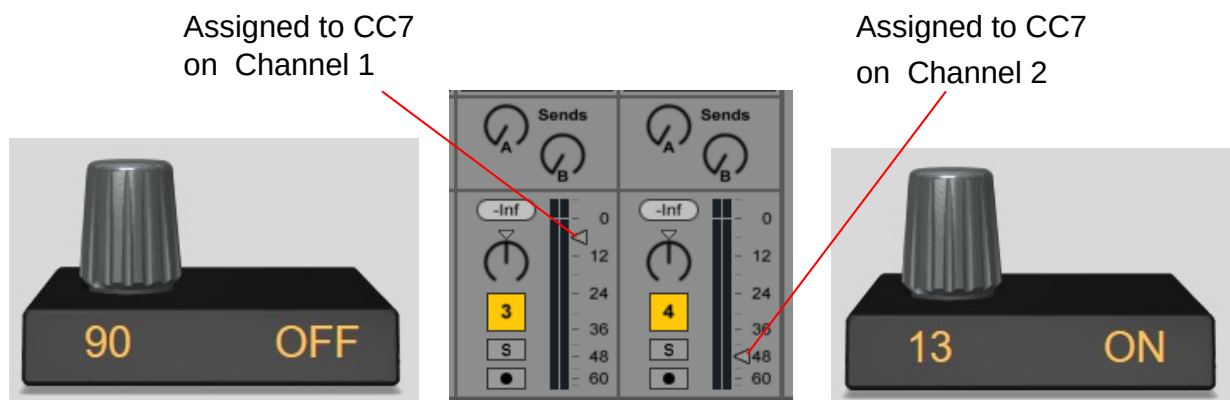 Assigned to CC7
on Channel 1
Assigned to CC7
on Channel 2
Sends
A
B
-Inf
0
12
24
36
48
60
3
S
Sends
A
B
-Inf
0
12
24
36
48
60
4
S
90 OFF
13 ON